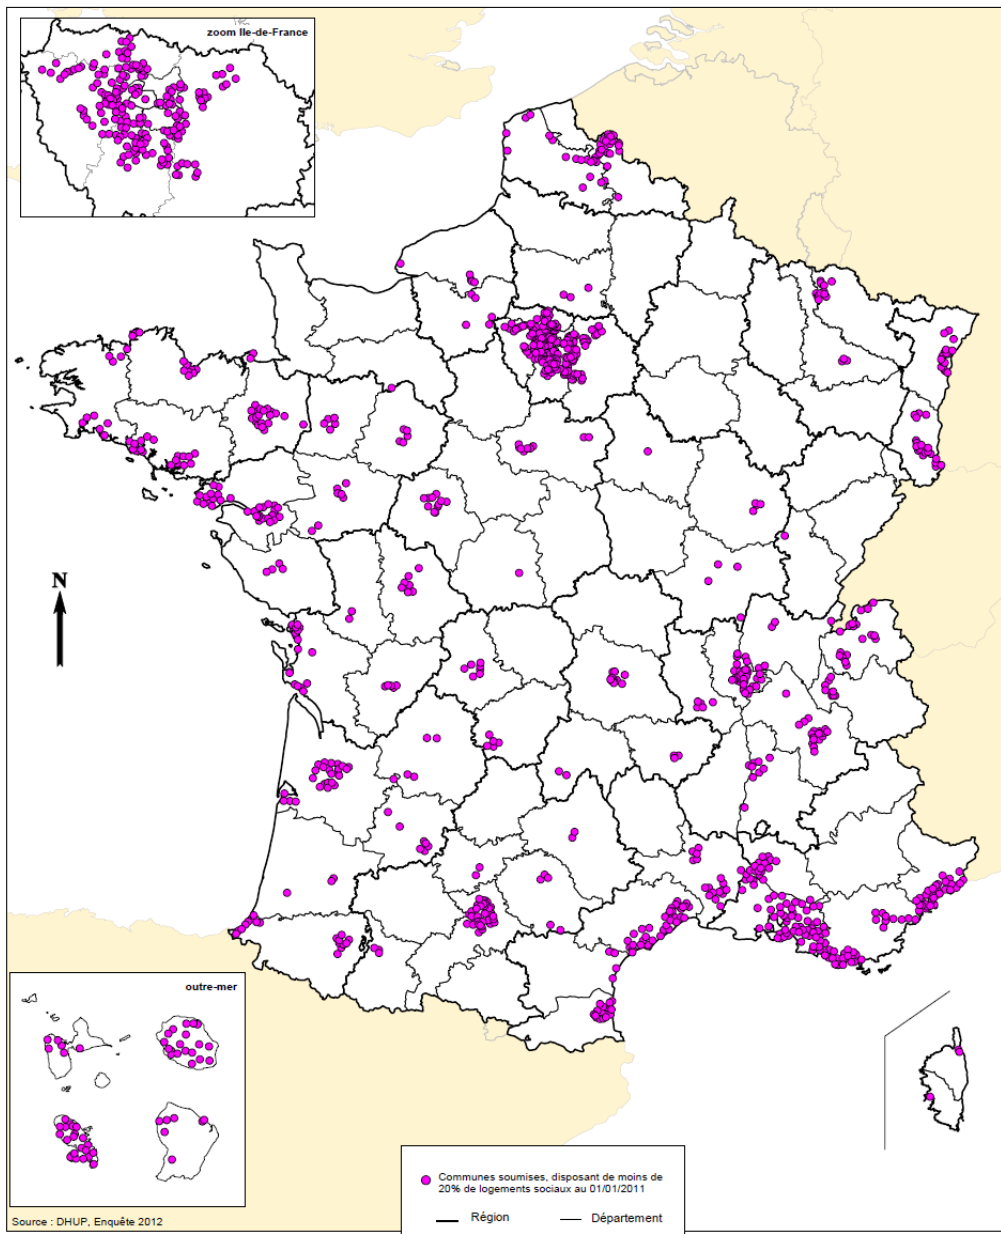 zoom Ile-de-France
N
outre-mer
Communes soumises, disposant de moins de
20% de logements sociaux au 01/01/2011
Région
Département
Source : DHUP, Enquête 2012